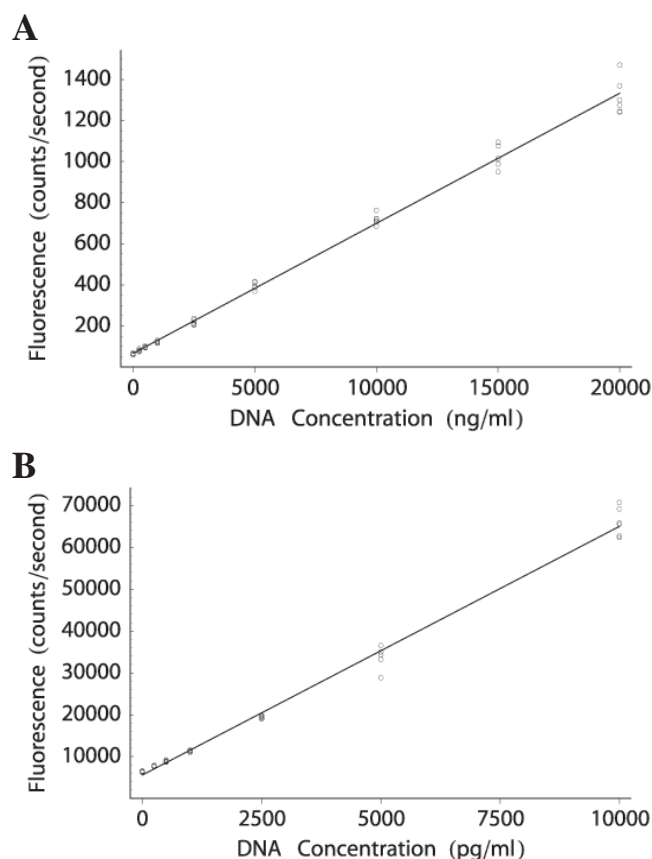 A
Fluorescence (counts/second)
1400
1200
1000
800
600
400
200
0 5000 10000 15000 20000
DNA Concentration (ng/ml)
B
Fluorescence (counts/second)
70000
60000
50000
40000
30000
20000
10000
0 2500 5000 7500 10000
DNA Concentration (pg/ml)